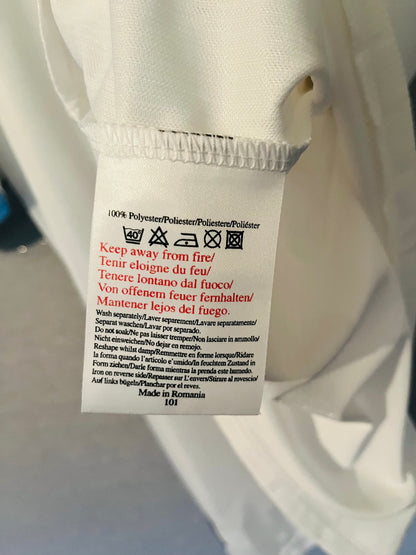 100% Polyester/Poliester/Poliestere/Poliéster
40°
Keep away from fire/
Tenir eloigne du feu/
Tenere lontano dal fuoco/
Von offenem feuer fernhalten/
Mantener lejos del fuego.
Wash separately/Laver separement/Lavare separatamente/
Separat waschen/Lavar por separado.
Do not soak/Ne pas laisser tremper/Non lasciare in amnollo/
Nicht einweichen/No dejar en remojo.
Reshape whilst damp/Remmettre en forme lorsque/Ridare
la forma quando l'articolo e'umido/In feuchtem Zustand in
Form ziehen/Darle forma mientras la prenda este humedo.
Iron on reverse side/Repasser sur L'envers/Stirare al rovescio/
Auf links bügeln/Planchar por el reves.
Made in Romania
101